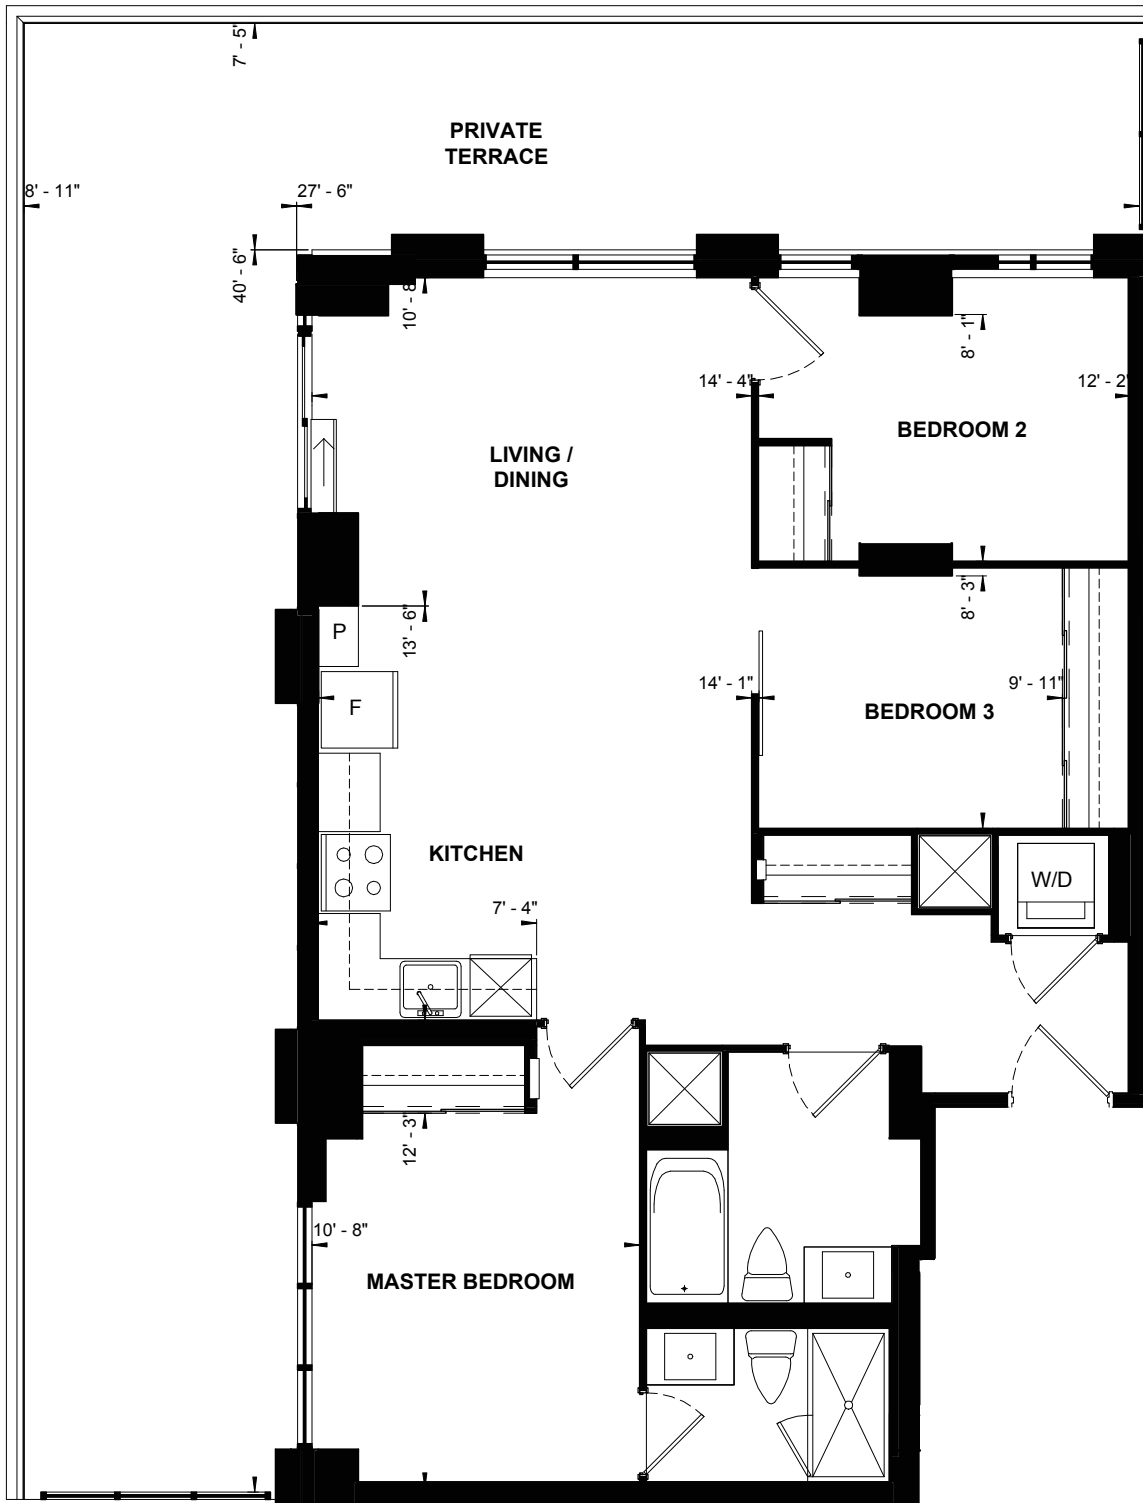 7' - 5"
PRIVATE
TERRACE
8' - 11"
27' - 6"
40' - 6"
10' - 8"
8' - 1"
14' - 4"
12' - 2"
BEDROOM 2
LIVING /
DINING
P
13' - 6"
8' - 3"
F
14' - 1"
9' - 11"
BEDROOM 3
KITCHEN
W/D
7' - 4"
12' - 3"
10' - 8"
MASTER BEDROOM